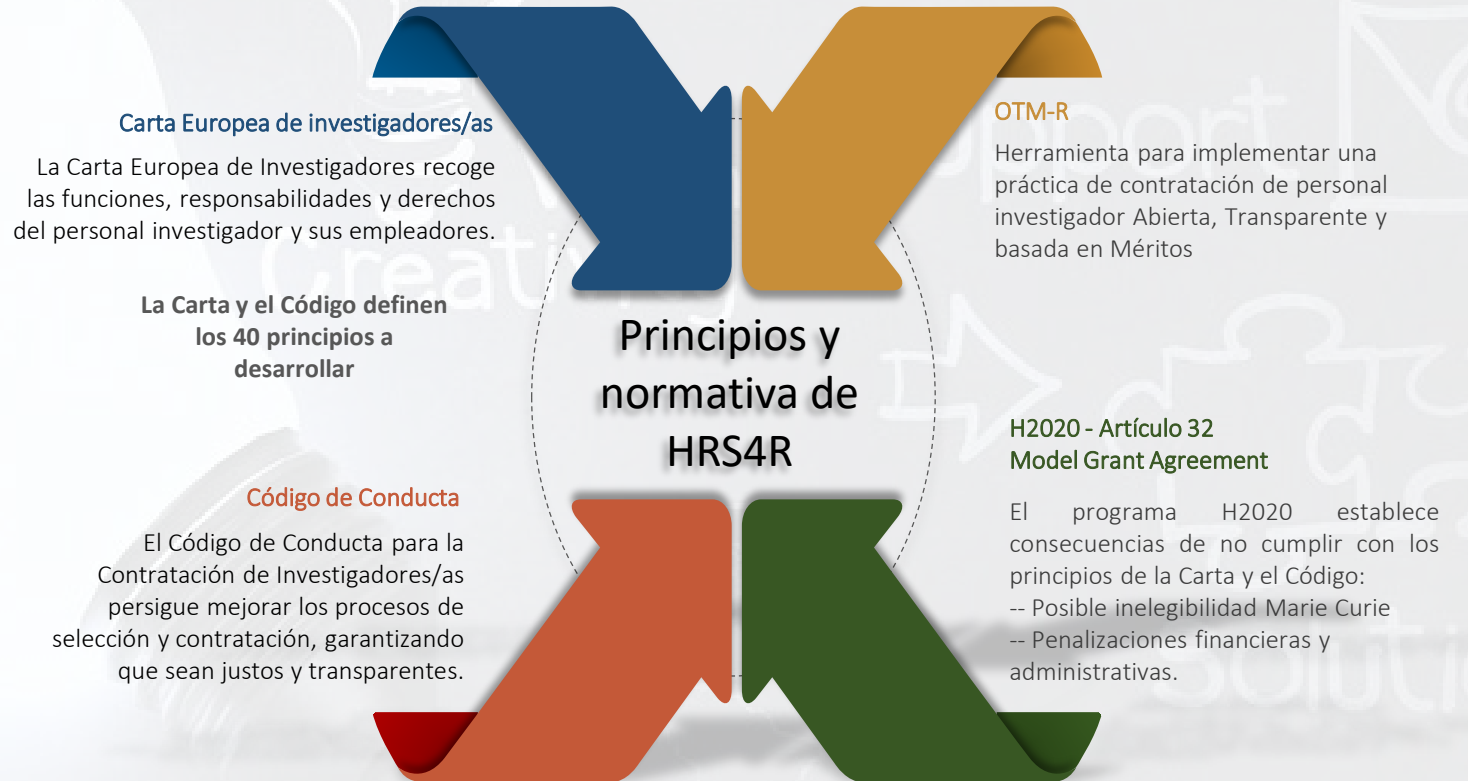 Carta Europea de investigadores/as
La Carta Europea de Investigadores recoge
las funciones, responsabilidades y derechos
del personal investigador y sus empleadores.
La Carta y el Código definen
los 40 principios a
desarrollar
Código de Conducta
El Código de Conducta para la
Contratación de Investigadores/as
persigue mejorar los procesos de
selección y contratación, garantizando
que sean justos y transparentes.
Principios y
normativa de
HRS4R
OTM-R
Herramienta para implementar una
práctica de contratación de personal
investigador Abierta, Transparente y
basada en Méritos
H2020 - Artículo 32
Model Grant Agreement
El programa H2020 establece
consecuencias de no cumplir con los
principios de la Carta y el Código:
-- Posible inelegibilidad Marie Curie
-- Penalizaciones financieras y
administrativas.